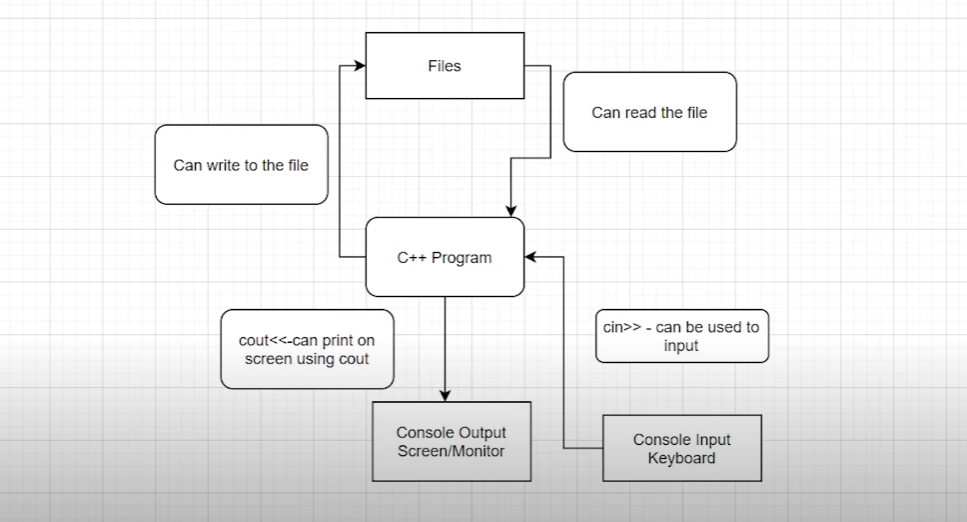 Files
Can read the file
Can write to the file
C++ Program
cout<<-can print on
screen using cout
cin>> - can be used to
input
Console Output
Screen/Monitor
Console Input
Keyboard